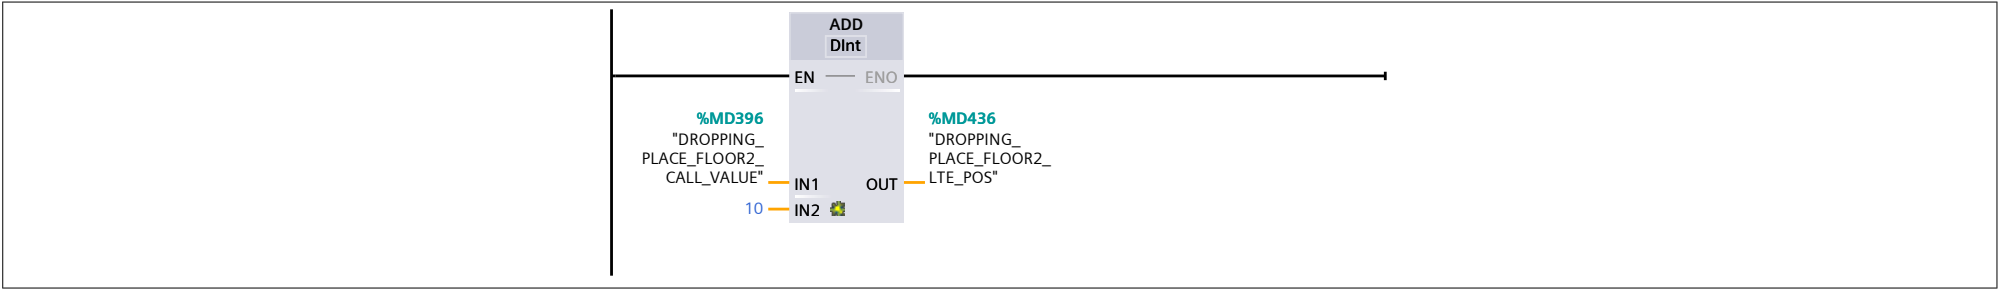 ADD
DInt
EN
ENO
%MD396
"DROPPING_
PLACE_FLOOR2_
CALL_VALUE"
IN1
10
IN2
%MD436
"DROPPING_
PLACE_FLOOR2_
LTE_POS"
OUT